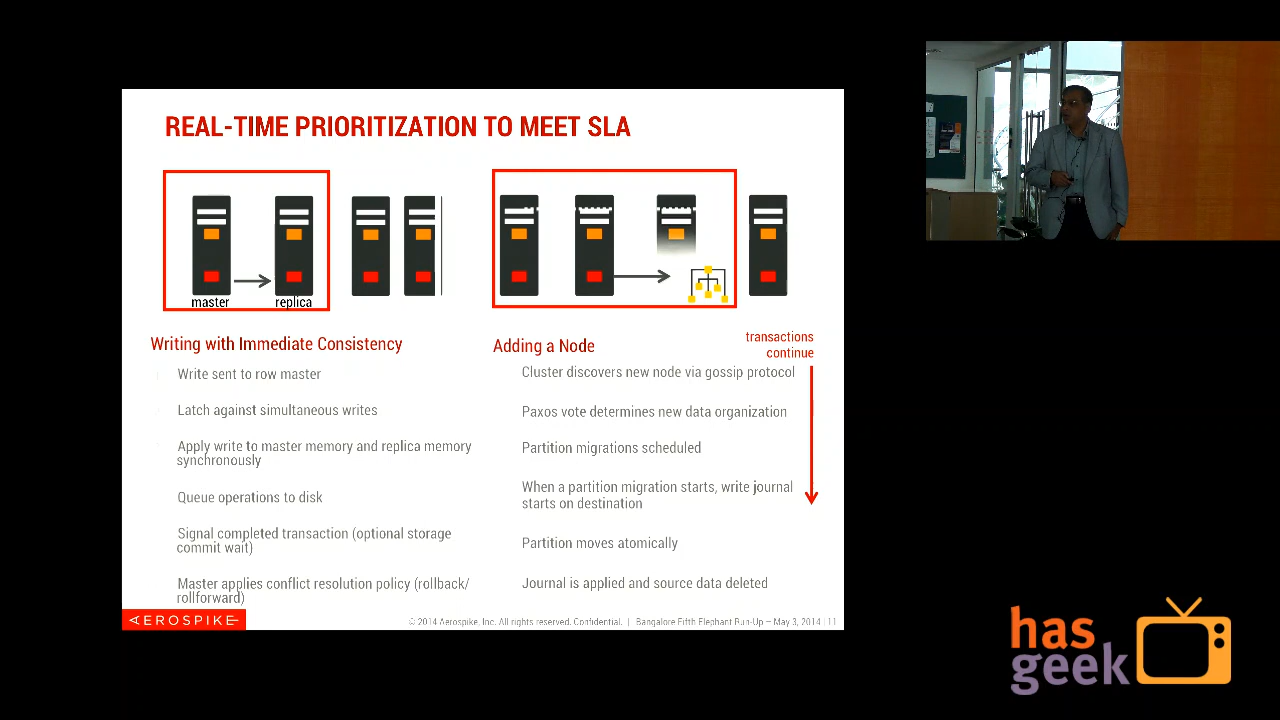 REAL-TIME PRIORITIZATION TO MEET SLA
master
replica
Writing with Immediate Consistency
Write sent to row master
Latch against simultaneous writes
Apply write to master memory and replica memory
synchronously
Queue operations to disk
Signal completed transaction (optional storage
commit wait)
Master applies conflict resolution policy (rollback/
rollforward)
Adding a Node
transactions
continue
Cluster discovers new node via gossip protocol
Paxos vote determines new data organization
Partition migrations scheduled
When a partition migration starts, write journal
starts on destination
Partition moves atomically
Journal is applied and source data deleted
AEROSPIKE
© 2014 Aerospike, Inc. All rights reserved. Confidential. | Bangalore Fifth Elephant Run-Up – May 3, 2014 | 11
has
geek